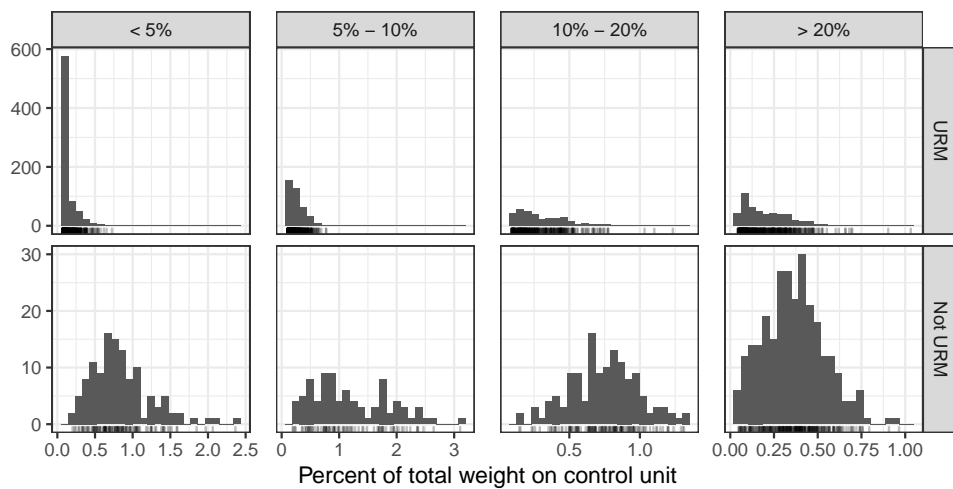 < 5% 5% − 10% 10% − 20% > 20%
600
400
200
0
URM
30
20
10
0
Not URM
0.0 0.5 1.0 1.5 2.0 2.5 0 1 2 3 0.5 1.0 0.00 0.25 0.50 0.75 1.00
Percent of total weight on control unit